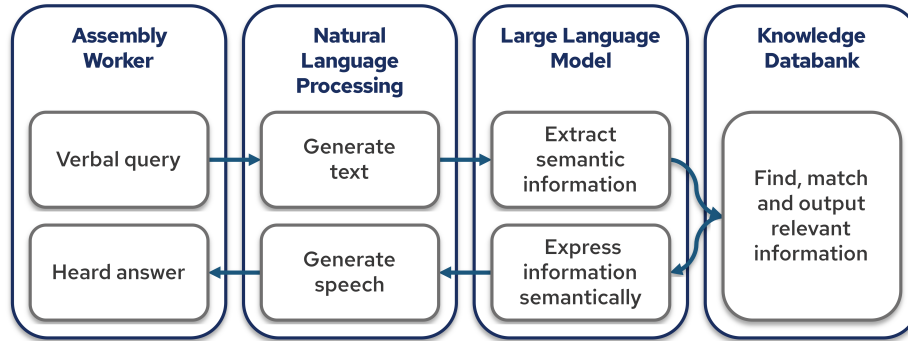 Assembly
Worker
Verbal query
Heard answer
Natural
Language
Processing
Generate
text
Generate
speech
Large Language
Model
Extract
semantic
information
Express
information
semantically
Knowledge
Databank
Find, match
and output
relevant
information